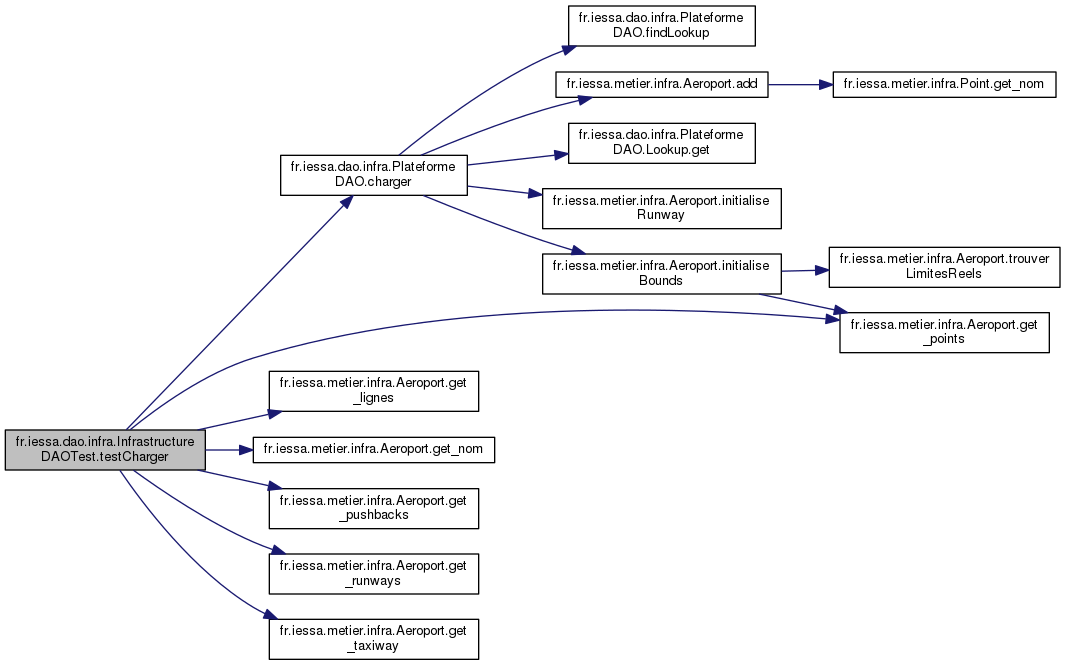 fr.iessa.dao.infra.Plateforme
DAO.findLookup
fr.iessa.metier.infra.Aeroport.add
fr.iessa.metier.infra.Point.get_nom
fr.iessa.dao.infra.Plateforme
DAO.Lookup.get
fr.iessa.dao.infra.Plateforme
DAO.charger
fr.iessa.metier.infra.Aeroport.initialise
Runway
fr.iessa.metier.infra.Aeroport.initialise
Bounds
fr.iessa.metier.infra.Aeroport.trouver
LimitesReels
fr.iessa.metier.infra.Aeroport.get
_points
fr.iessa.metier.infra.Aeroport.get
_lignes
fr.iessa.dao.infra.Infrastructure
DAOTest.testCharger
fr.iessa.metier.infra.Aeroport.get_nom
fr.iessa.metier.infra.Aeroport.get
_pushbacks
fr.iessa.metier.infra.Aeroport.get
_runways
fr.iessa.metier.infra.Aeroport.get
_taxiway